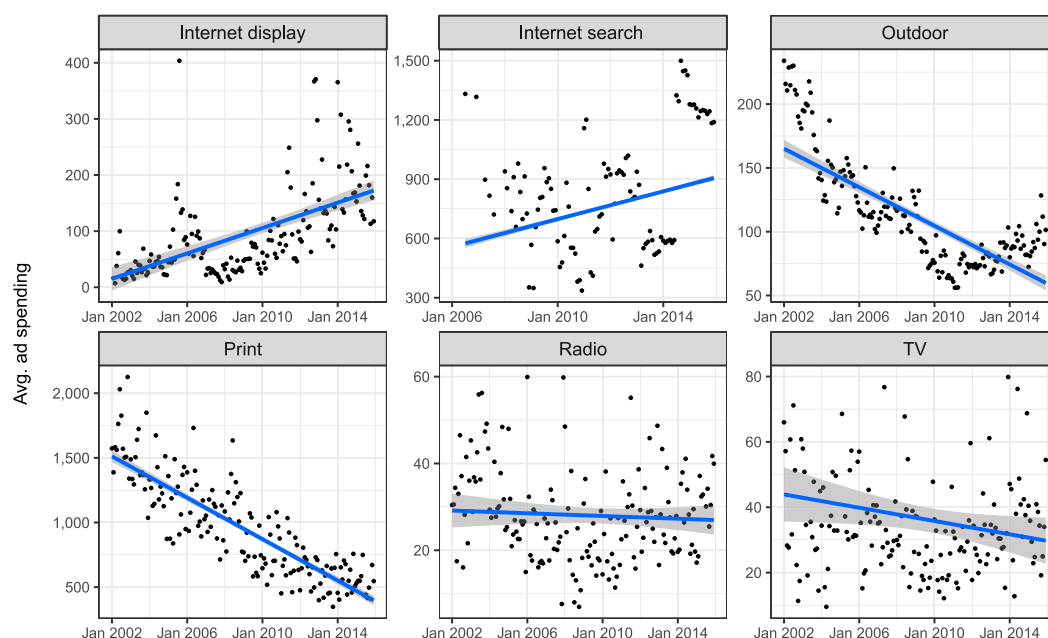 Avg. ad spending
Internet display
400
300
200
100
0
Jan 2002 Jan 2006 Jan 2010 Jan 2014
Internet search
1,500
1,200
900
600
300
Jan 2006 Jan 2010 Jan 2014
Outdoor
200
150
100
50
Jan 2002 Jan 2006 Jan 2010 Jan 2014
Print
2,000
1,500
1,000
500
Jan 2002 Jan 2006 Jan 2010 Jan 2014
Radio
60
40
20
Jan 2002 Jan 2006 Jan 2010 Jan 2014
TV
80
60
40
20
Jan 2002 Jan 2006 Jan 2010 Jan 2014